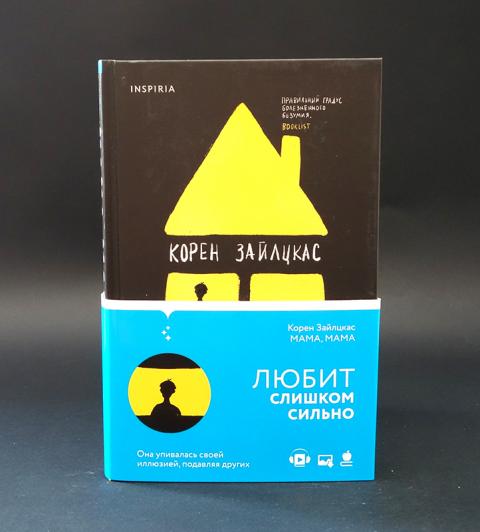 INSPIRIA
ПРАВИЛЬНЫЙ ГРАДУС
БОЛЕЗНЕННОГО
БЕЗУМИЯ.
BOOKLIST
КОРЕН ЗАЙЛЦКАС
Корен Зайлцкас
МАМА, МАМА
ЛЮБИТ
СЛИШКОМ
СИЛЬНО
Она упивалась своей
иллюзией, подавляя других